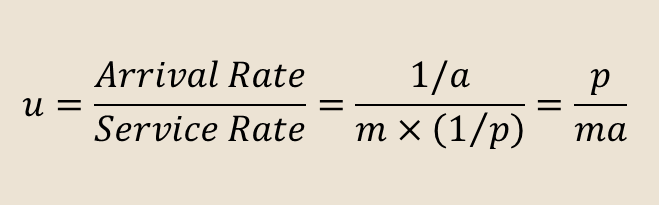 u = Arrival Rate / Service Rate = 1/a / m × (1/p) = p / ma